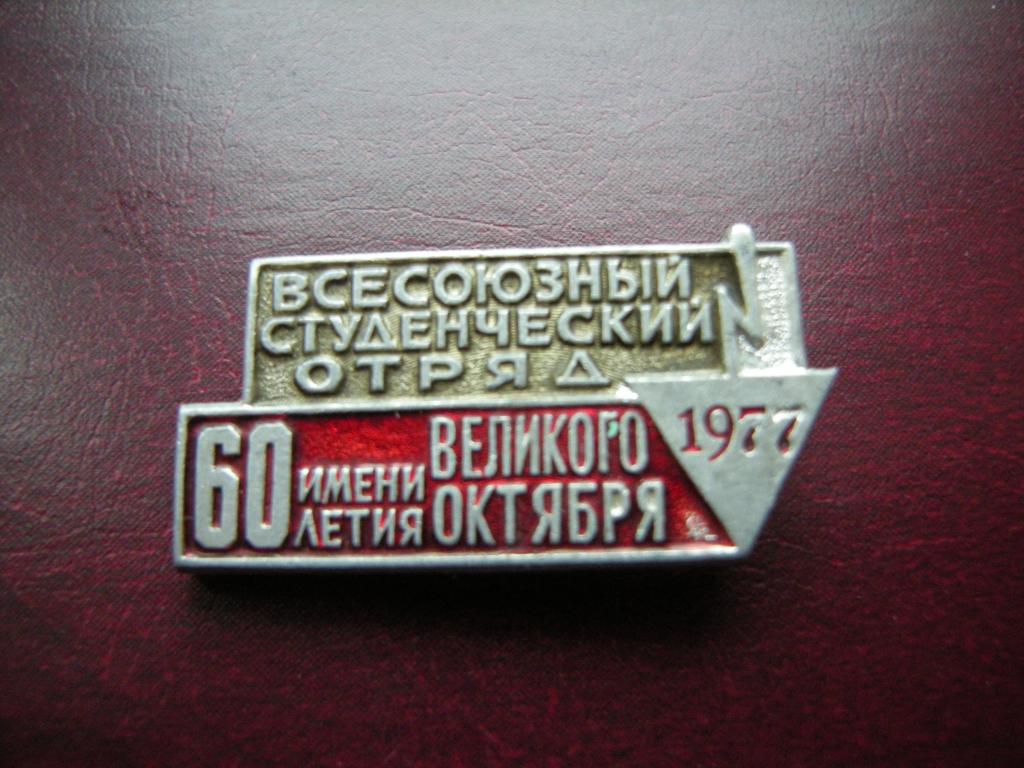 ВСЕСОЮЗНЫЙ
СТУДЕНЧЕСКИЙ
ОТРЯД
60 ИМЕНИ ЛЕТИЯ
ВЕЛИКОГО
ОКТЯБРЯ
1977